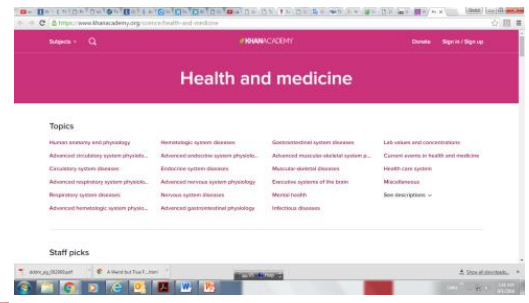 https://www.khanacademy.org/science/health-and-medicine
Subjects
KHANACADEMY
Donate
Sign in / Sign up
Health and medicine
Topics
Human anatomy and physiology
Advanced circulatory system physiolo...
Circulatory system diseases
Advanced respiratory system physiolo...
Respiratory system diseases
Advanced hematologic system physio...
Hematologic system diseases
Advanced endocrine system physiolo...
Endocrine system diseases
Advanced nervous system physiology
Nervous system diseases
Advanced gastrointestinal physiology
Gastrointestinal system diseases
Advanced muscular-skeletal system p...
Muscular-skeletal diseases
Executive systems of the brain
Mental health
Infectious diseases
Lab values and concentrations
Current events in health and medicine
Health care system
Miscellaneous
See descriptions
Staff picks
A Weird but True F....html
Show all downloads...